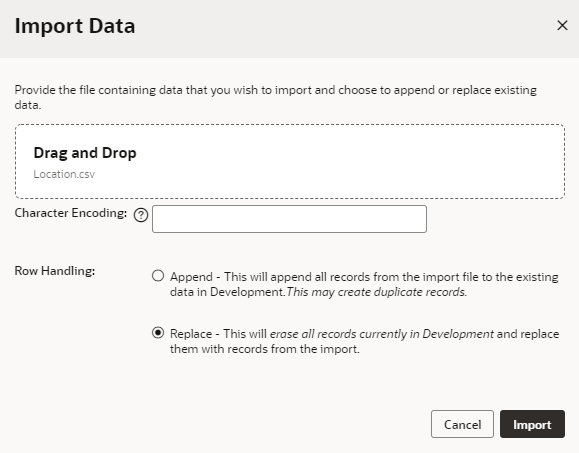 Import Data
Provide the file containing data that you wish to import and choose to append or replace existing
data.
Drag and Drop
Location.csv
Character Encoding: ?
Row Handling:
Append - This will append all records from the import file to the existing
data in Development. This may create duplicate records.
Replace - This will erase all records currently in Development and replace
them with records from the import.
Cancel Import